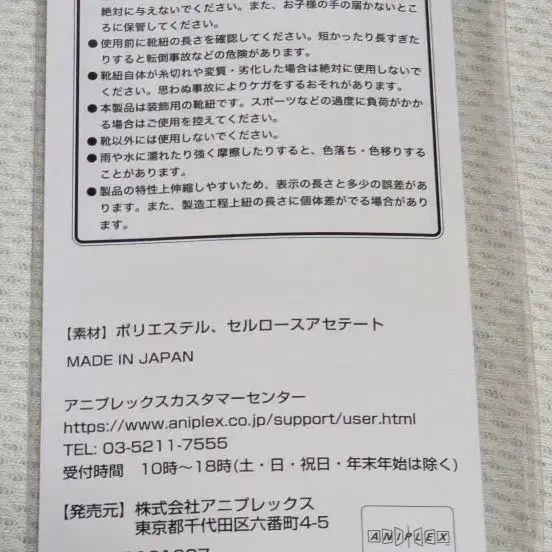 絶対に与えないでください。また、お子様の手の届かないところに保管してください。
●使用前に靴紐の長さを確認してください。短かったり長すぎた
りすると転倒事故などの危険があります。
●靴紐自体が糸切れや変質・劣化した場合は絶対に使用しないで
ください。思わぬ事故によりケガをするおそれがあります。
●本製品は装飾用の靴紐です。スポーツなどの過度に負荷がかか
る場合はご使用を控えてください。
●靴以外には使用しないでください。
●雨や水に濡れたり強く摩擦したりすると、色落ち・色移りする
ことがあります。
●製品の特性上伸縮しやすいため、表示の長さと多少の誤差があり
ます。また、製造工程上紐の長さに個体差がでる場合があり
ます。
【素材】ポリエステル、セルロースアセテート
MADE IN JAPAN
アニプレックスカスタマーセンター
https://www.aniplex.co.jp/support/user.html
TEL: 03-5211-7555
受付時間 10時〜18時(土・日・祝日・年末年始は除く)
【発売元】株式会社アニプレックス
東京都千代田区六番町4-5
ANIPLEX